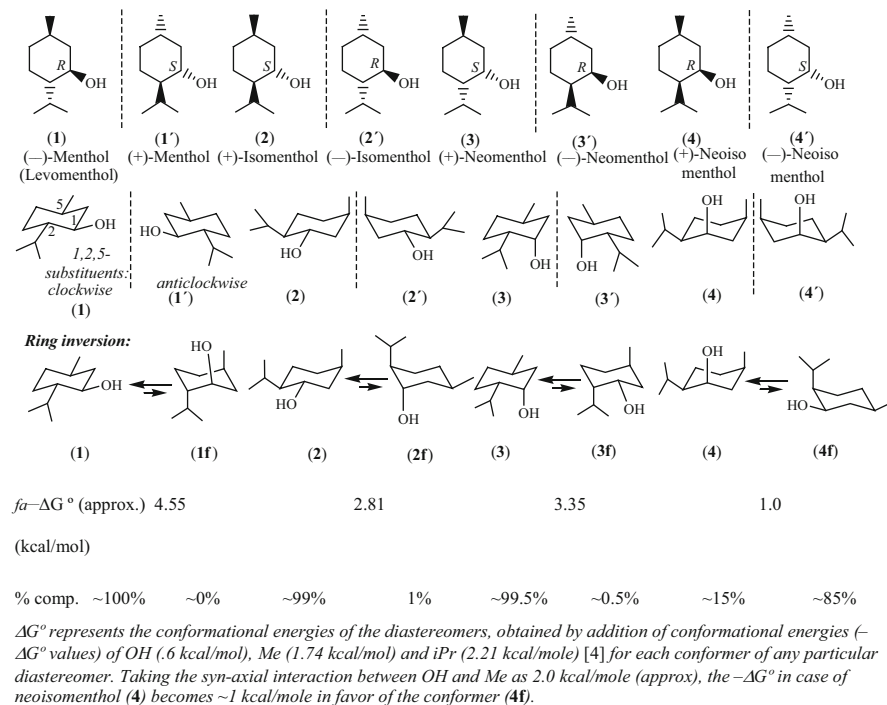 R OH S OH S OH R OH S OH R OH R OH S OH
(1) (1´) (2) (2´) (3) (3´) (4) (4´)
(—)-Menthol (+)-Menthol (+)-Isomenthol (—)-Isomenthol (+)-Neomenthol (—)-Neomenthol (+)-Neoiso (—)-Neoiso
(Levomenthol) menthol menthol
5 1 2 OH HO HO OH OH OH OH OH
1,2,5-
substituents:
clockwise anticlockwise
(1) (1´) (2) (2´) (3) (3´) (4) (4´)
Ring inversion:
OH HO HO OH OH OH OH HO
(1) (1f) (2) (2f) (3) (3f) (4) (4f)
fa—ΔG º (approx.) 4.55 2.81 3.35 1.0
(kcal/mol)
% comp. ~100% ~0% ~99% 1% ~99.5% ~0.5% ~15% ~85%
ΔGº represents the conformational energies of the diastereomers, obtained by addition of conformational energies (–
ΔGº values) of OH (.6 kcal/mol), Me (1.74 kcal/mol) and iPr (2.21 kcal/mole) [4] for each conformer of any particular
diastereomer. Taking the syn-axial interaction between OH and Me as 2.0 kcal/mole (approx), the –ΔGº in case of
neoisomenthol (4) becomes ~1 kcal/mole in favor of the conformer (4f).